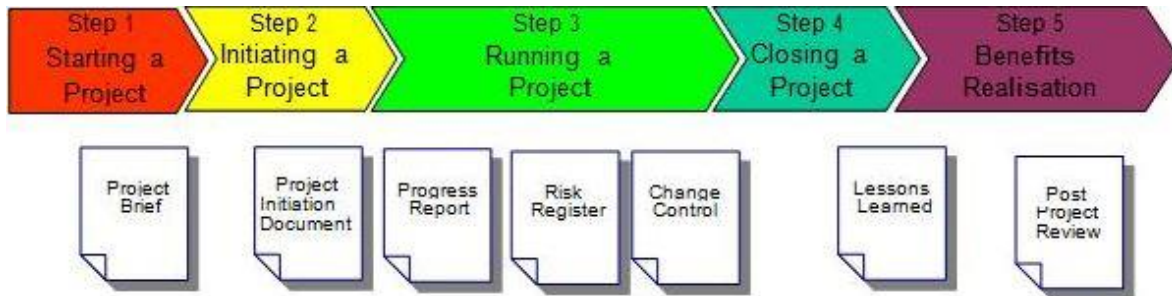 Step 1
Starting a
Project
Step 2
Initiating a
Project
Step 3
Running a
Project
Step 4
Closing a
Project
Step 5
Benefits
Realisation
Project
Brief
Project
Initiation
Document
Progress
Report
Risk
Register
Change
Control
Lessons
Learned
Post
Project
Review